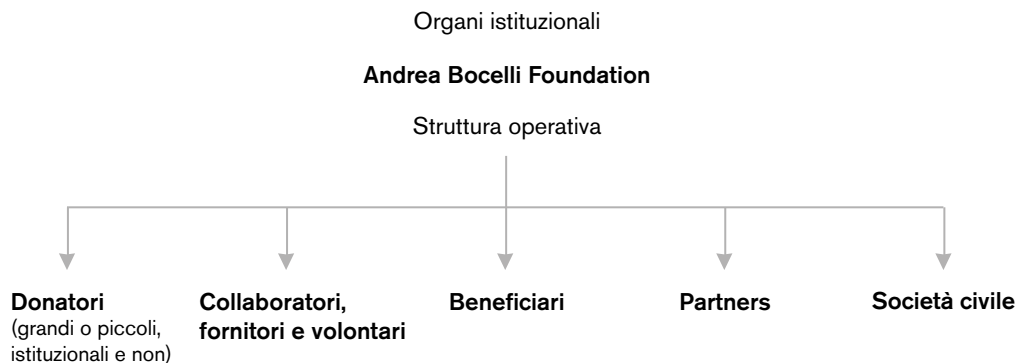 Organi istituzionali
Andrea Bocelli Foundation
Struttura operativa
Donatori
(grandi o piccoli,
istituzionali e non)
Collaboratori,
fornitori e volontari
Beneficiari
Partners
Società civile